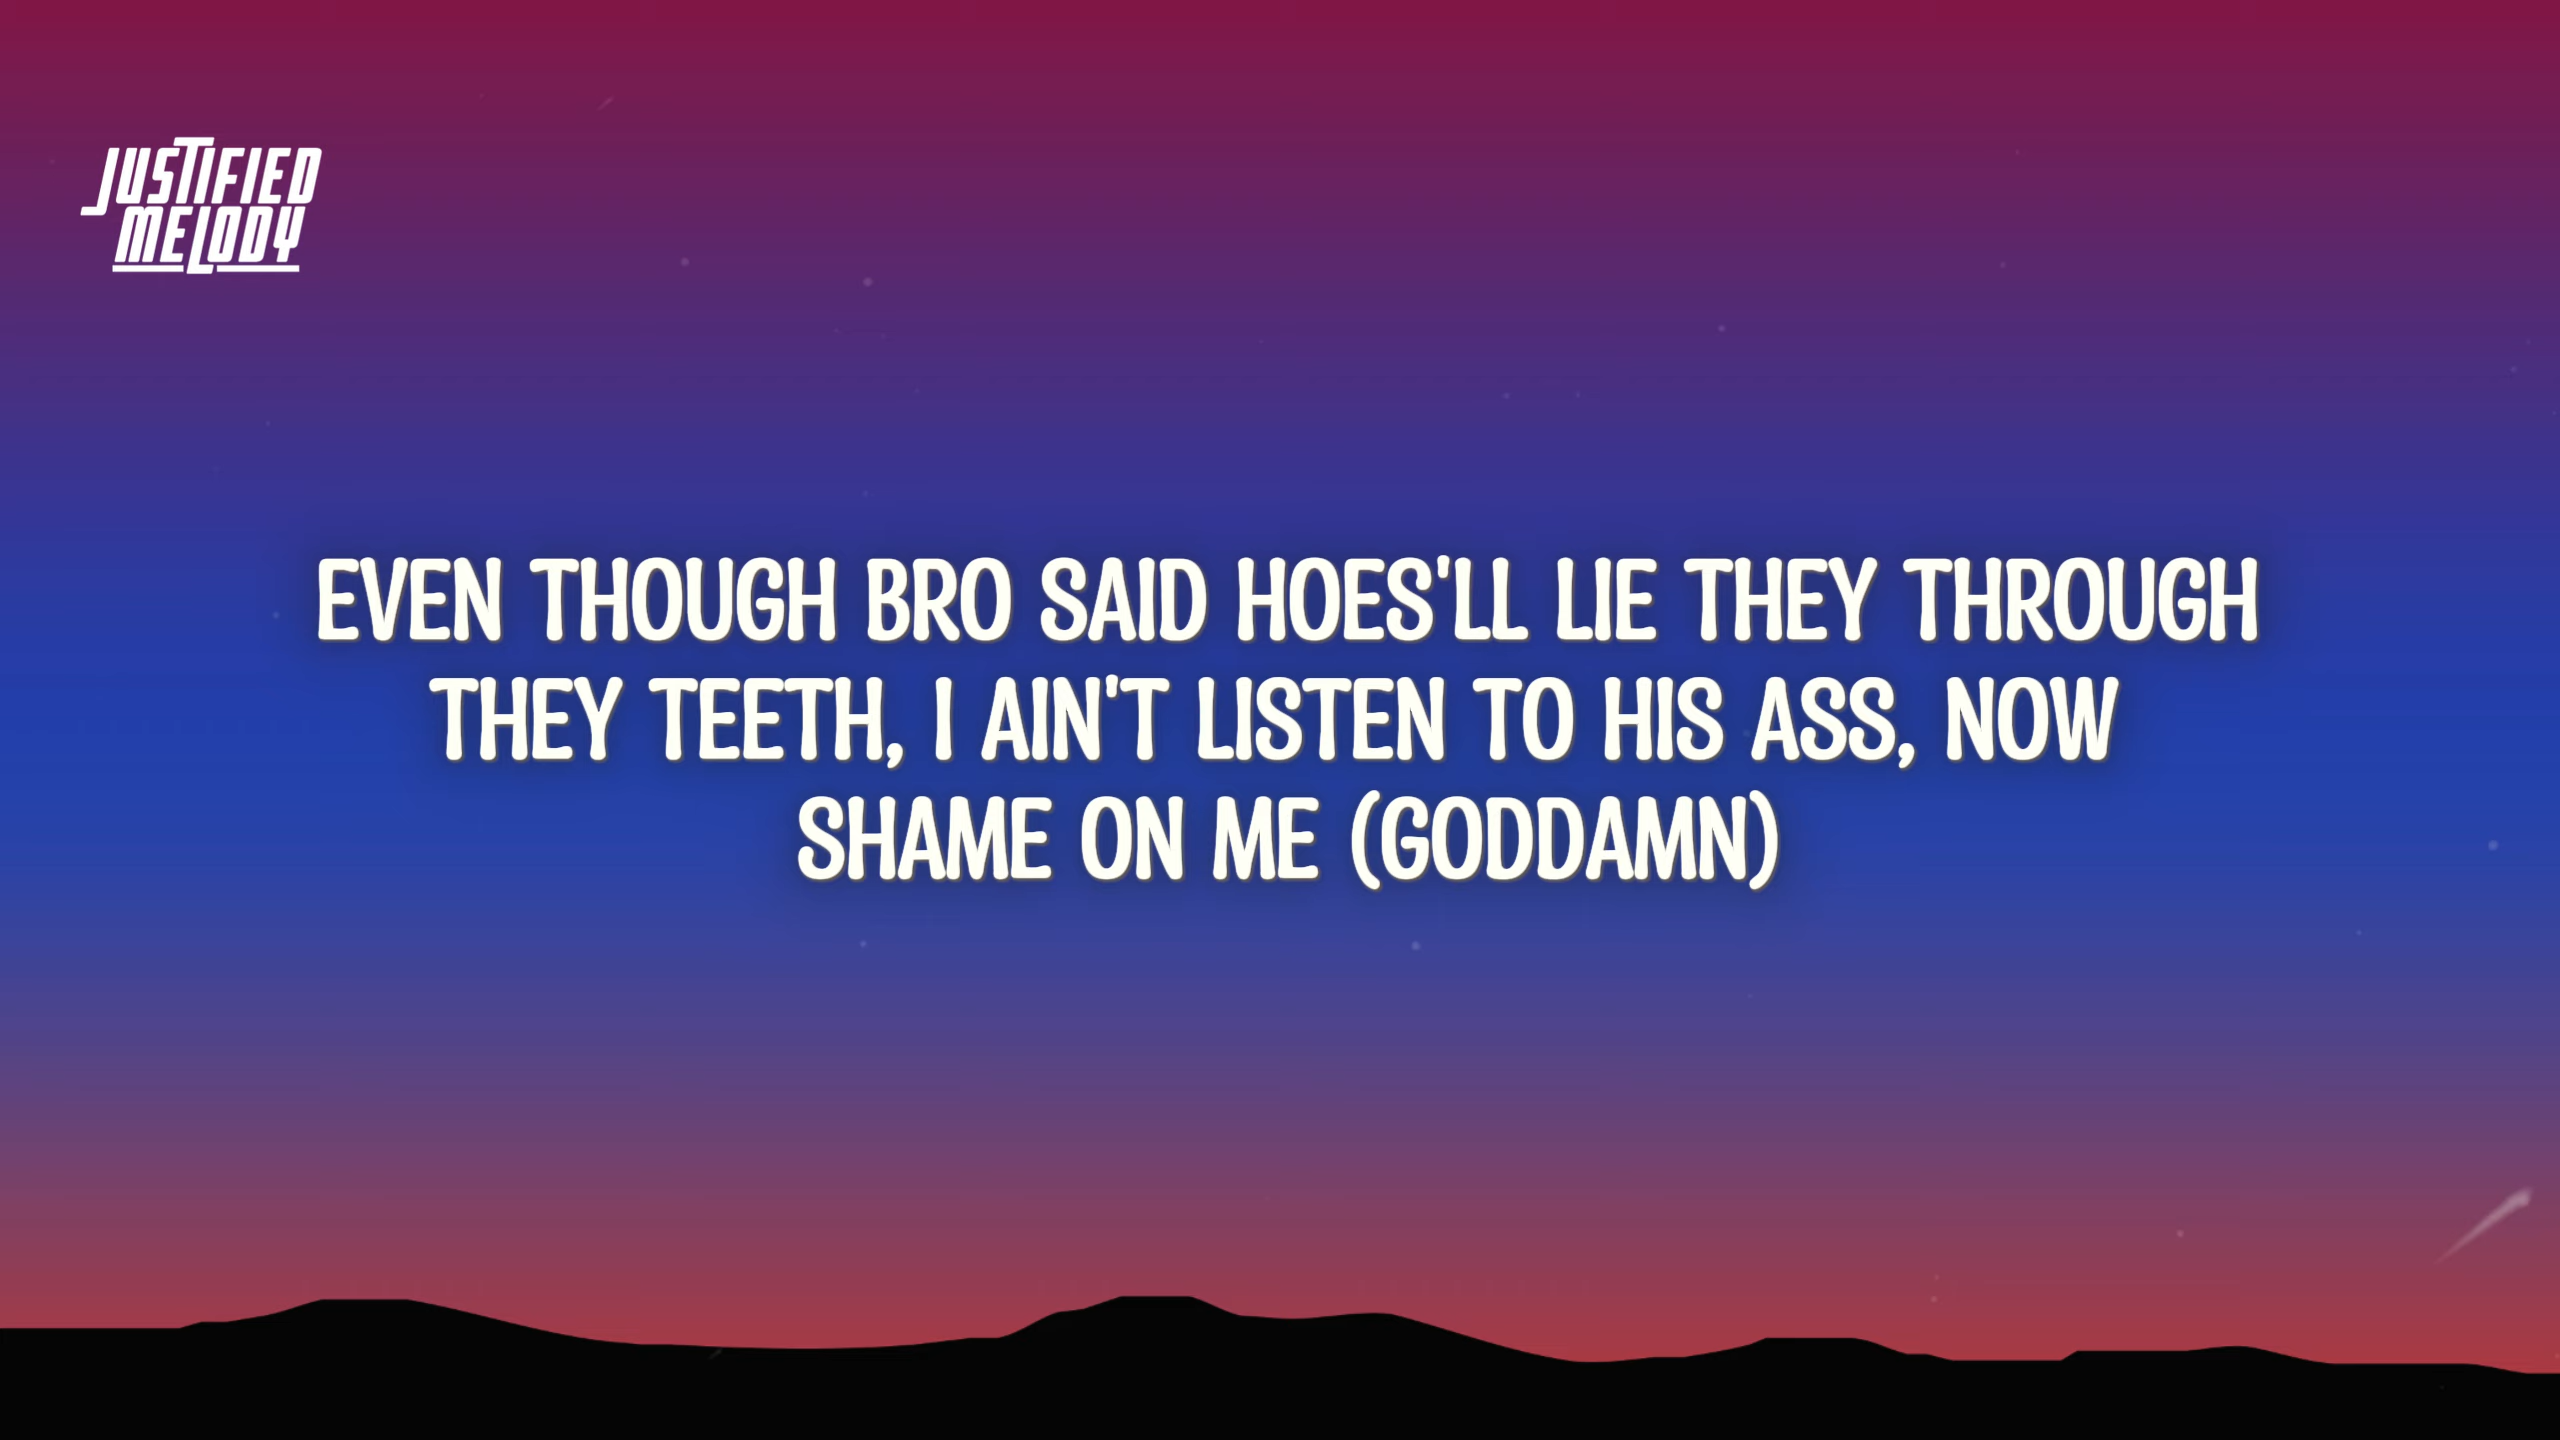 JUSTIFIED
MELODY
EVEN THOUGH BRO SAID HOES'LL LIE THEY THROUGH
THEY TEETH, I AIN'T LISTEN TO HIS ASS, NOW
SHAME ON ME (GODDAMN)